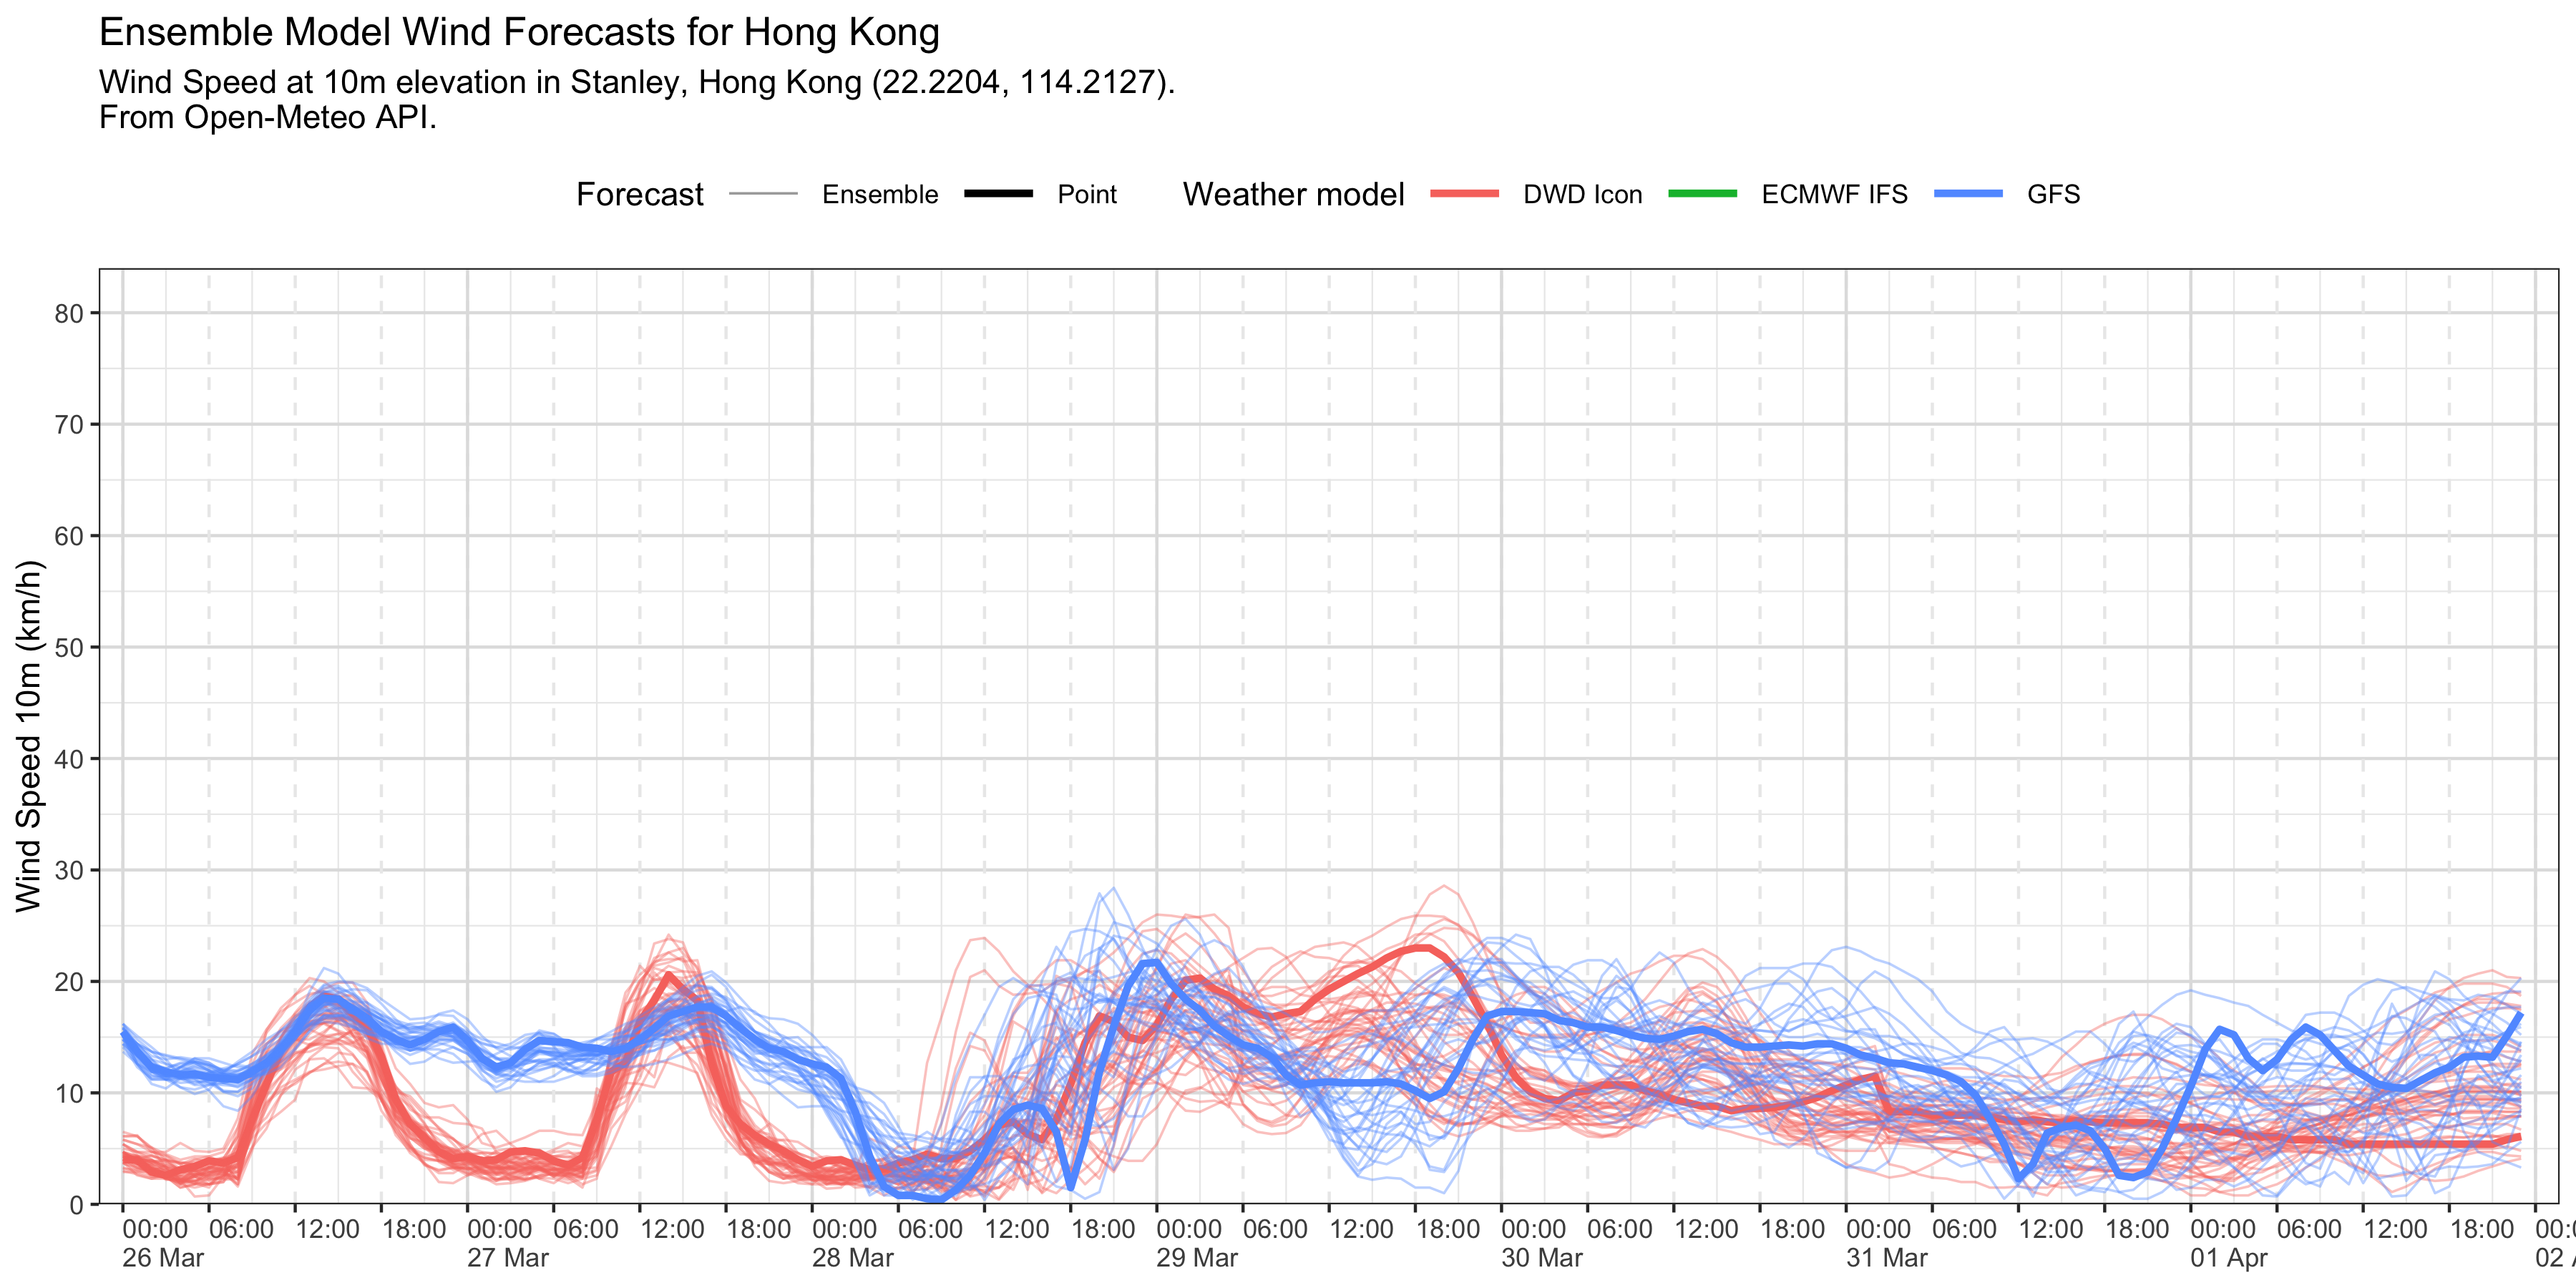 Ensemble Model Wind Forecasts for Hong Kong
Wind Speed at 10m elevation in Stanley, Hong Kong (22.2204, 114.2127).
From Open-Meteo API.
Forecast Ensemble Point Weather model DWD Icon ECMWF IFS GFS
Wind Speed 10m (km/h)
80
70
60
50
40
30
20
10
0
00:00 06:00 12:00 18:00 00:00 06:00 12:00 18:00 00:00 06:00 12:00 18:00 00:00 06:00 12:00 18:00 00:00 06:00 12:00 18:00 00:00 06:00 12:00 18:00 00:00 06:00 12:00 18:00
26 Mar 27 Mar 28 Mar 29 Mar 30 Mar 31 Mar 01 Apr 02